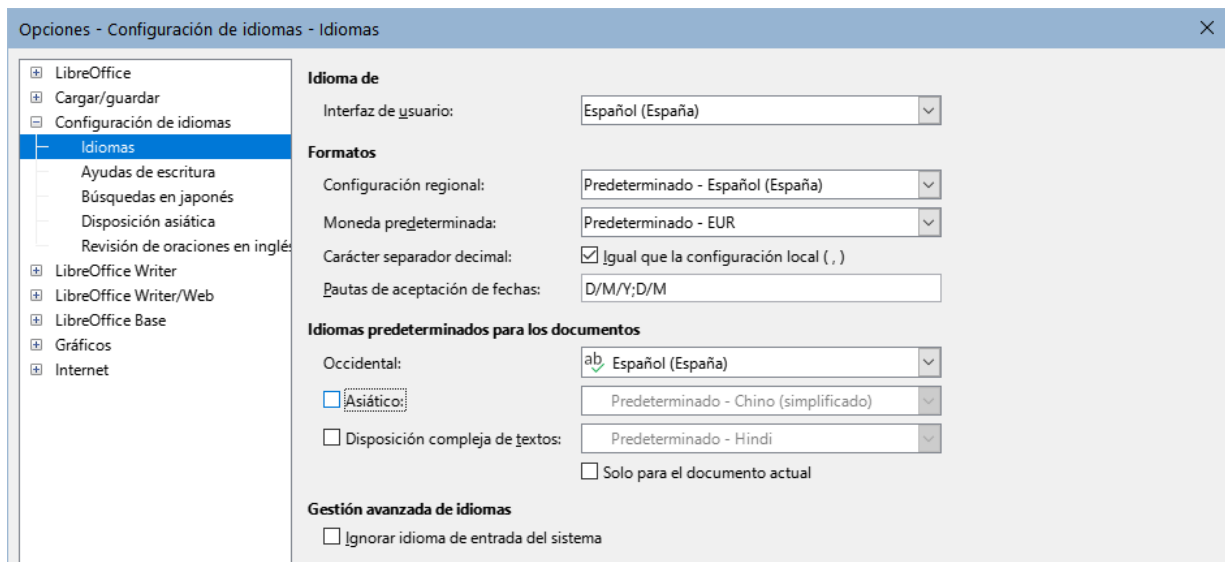 Opciones - Configuración de idiomas - Idiomas
LibreOffice
Cargar/guardar
Configuración de idiomas
Idiomas
Ayudas de escritura
Búsquedas en japonés
Disposición asiática
Revisión de oraciones en inglés
LibreOffice Writer
LibreOffice Writer/Web
LibreOffice Base
Gráficos
Internet
Idioma de
Interfaz de usuario: Español (España)
Formatos
Configuración regional: Predeterminado - Español (España)
Moneda predeterminada: Predeterminado - EUR
Carácter separador decimal: Igual que la configuración local ( , )
Pautas de aceptación de fechas: D/M/Y;D/M
Idiomas predeterminados para los documentos
Occidental: ab Español (España)
Asiático: Predeterminado - Chino (simplificado)
Disposición compleja de textos: Predeterminado - Hindi
Solo para el documento actual
Gestión avanzada de idiomas
Ignorar idioma de entrada del sistema